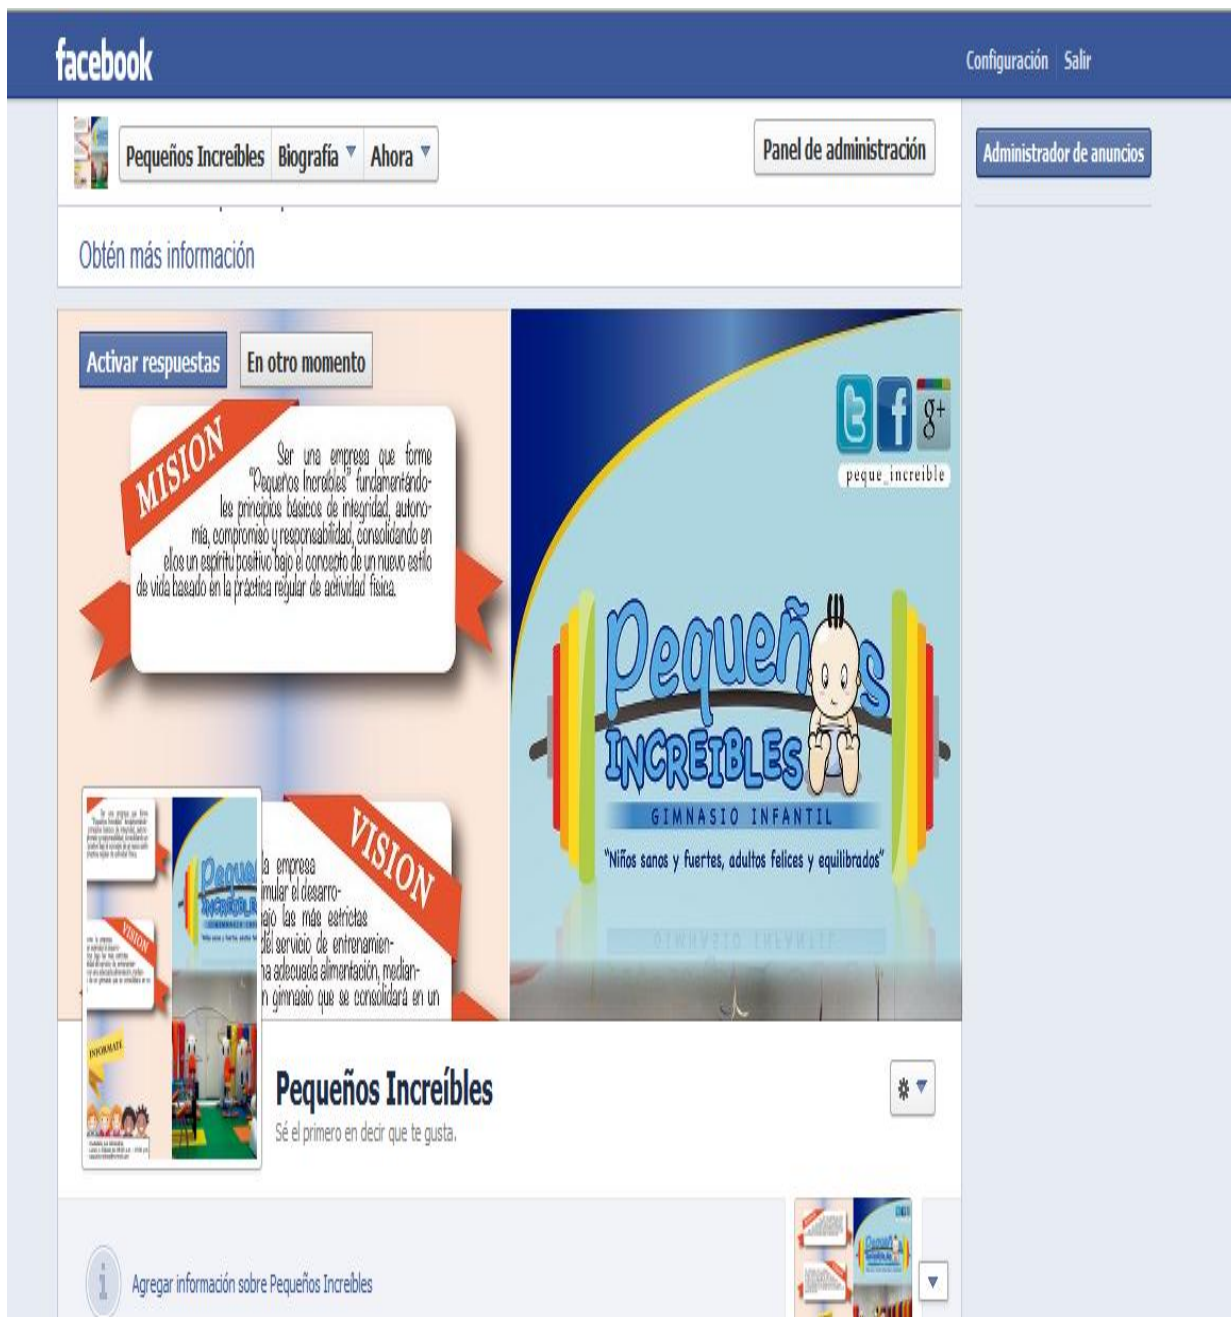 facebook
Configuración Salir
Pequeños Increíbles Biografía Ahora
Panel de administración
Administrador de anuncios
Obtén más información
Activar respuestas En otro momento
MISION
Ser una empresa que forme
"Pequeños Increíbles" fundamentándo-
les principios básicos de integridad, autono-
mía, compromiso y responsabilidad, consolidando en
ellos un espíritu positivo bajo el concepto de un nuevo estilo
de vida basado en la práctica regular de actividad física.
g+
peque_increible
Pequeños
INCREIBLES
GIMNASIO INFANTIL
"Niños sanos y fuertes, adultos felices y equilibrados"
VISION
la empresa
imular el desarro-
ajo las más estrictas
del servicio de entrenamien-
na adecuada alimentación, median-
n gimnasio que se consolidará en un
VISION
INFORMATE
Pequeños Increíbles
Sé el primero en decir que te gusta.
Agregar información sobre Pequeños Increíbles